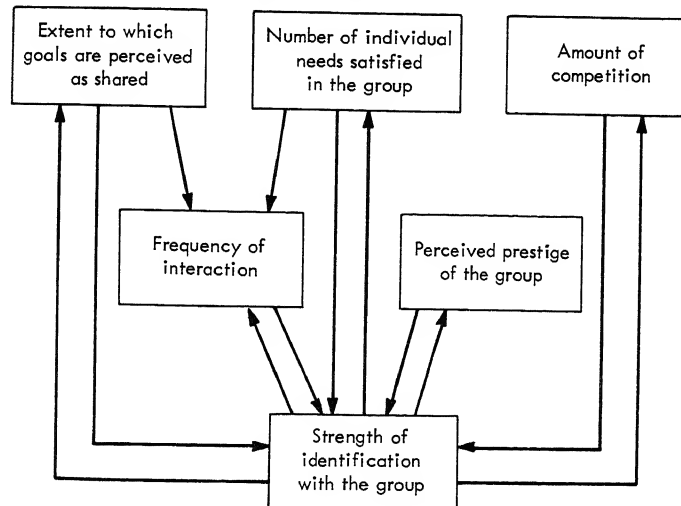 Extent to which
goals are perceived
as shared
Number of individual
needs satisfied
in the group
Amount of
competition
Frequency of
interaction
Perceived prestige
of the group
Strength of
identification
with the group